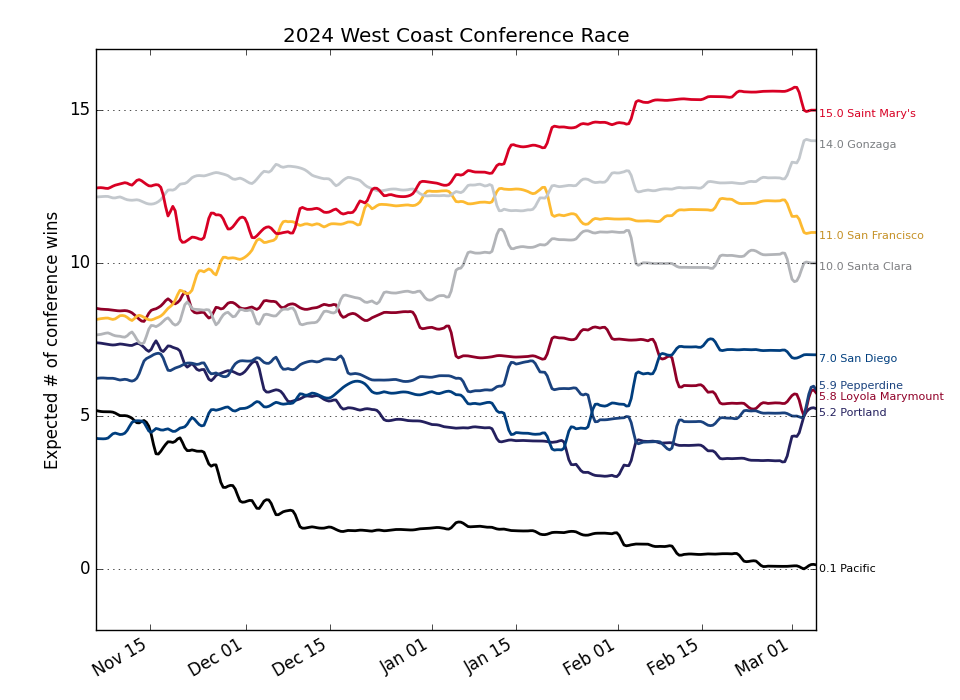 2024 West Coast Conference Race
Expected # of conference wins
15
10
5
0
15.0 Saint Mary's
14.0 Gonzaga
11.0 San Francisco
10.0 Santa Clara
7.0 San Diego
5.9 Pepperdine
5.8 Loyola Marymount
5.2 Portland
0.1 Pacific
Nov 15
Dec 01
Dec 15
Jan 01
Jan 15
Feb 01
Feb 15
Mar 01